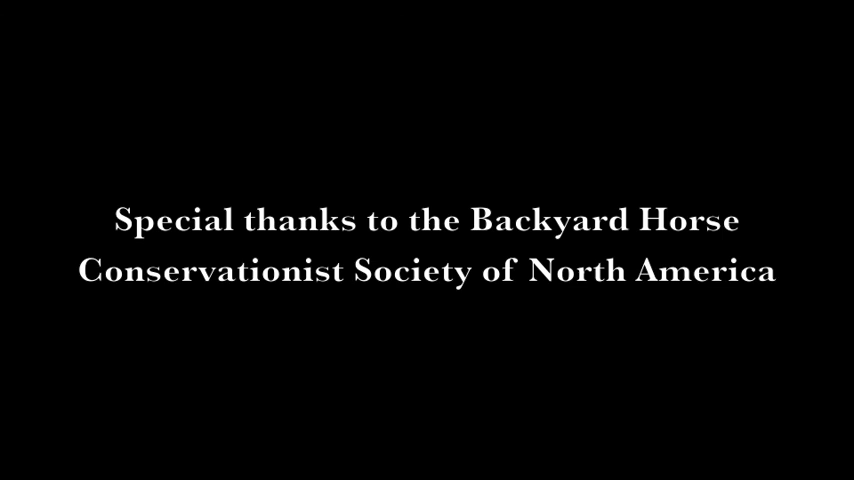 Special thanks to the Backyard Horse
Conservationist Society of North America